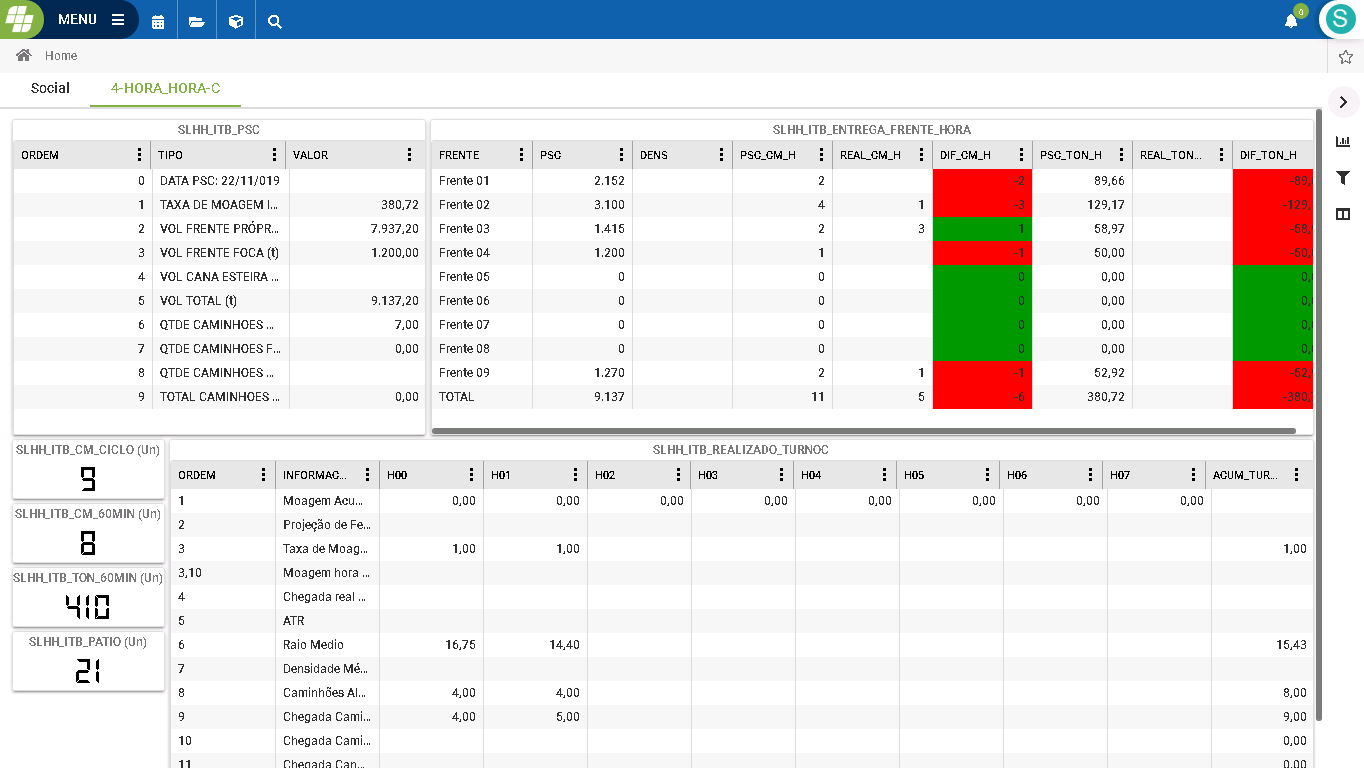 MENU
0
S
Home
Social 4-HORA_HORA-C
SLHH_ITB_PSC
ORDEM TIPO VALOR
0 DATA PSC: 22/11/019
1 TAXA DE MOAGEM I... 380,72
2 VOL FRENTE PRÓPR... 7.937,20
3 VOL FRENTE FOCA (t) 1.200,00
4 VOL CANA ESTEIRA ...
5 VOL TOTAL (t) 9.137,20
6 QTDE CAMINHOES ... 7,00
7 QTDE CAMINHOES F... 0,00
8 QTDE CAMINHOES ...
9 TOTAL CAMINHOES ... 0,00
SLHH_ITB_ENTREGA_FRENTE_HORA
FRENTE PSC DENS PSC_CM_H REAL_CM_H DIF_CM_H PSC_TON_H REAL_TON... DIF_TON_H
Frente 01 2.152 2 -2 89,66 -89,
Frente 02 3.100 4 1 -3 129,17 -129,
Frente 03 1.415 2 3 1 58,97 -58,
Frente 04 1.200 1 -1 50,00 -50,
Frente 05 0 0 0 0,00 0,
Frente 06 0 0 0 0,00 0,
Frente 07 0 0 0 0,00 0,
Frente 08 0 0 0 0,00 0,
Frente 09 1.270 2 1 -1 52,92 -52,
TOTAL 9.137 11 5 -6 380,72 -380,
SLHH_ITB_CM_CICLO (Un)
9
SLHH_ITB_CM_60MIN (Un)
8
SLHH_ITB_TON_60MIN (Un)
410
SLHH_ITB_PATIO (Un)
21
SLHH_ITB_REALIZADO_TURNOC
ORDEM INFORMAC... H00 H01 H02 H03 H04 H05 H06 H07 ACUM_TUR...
1 Moagem Acu... 0,00 0,00 0,00 0,00 0,00 0,00 0,00 0,00
2 Projeção de Fe...
3 Taxa de Moag... 1,00 1,00 1,00
3,10 Moagem hora ...
4 Chegada real ...
5 ATR
6 Raio Medio 16,75 14,40 15,43
7 Densidade Mé...
8 Caminhões Al... 4,00 4,00 8,00
9 Chegada Cami... 4,00 5,00 9,00
10 Chegada Cami... 0,00
11 Chegada Can... 0,00